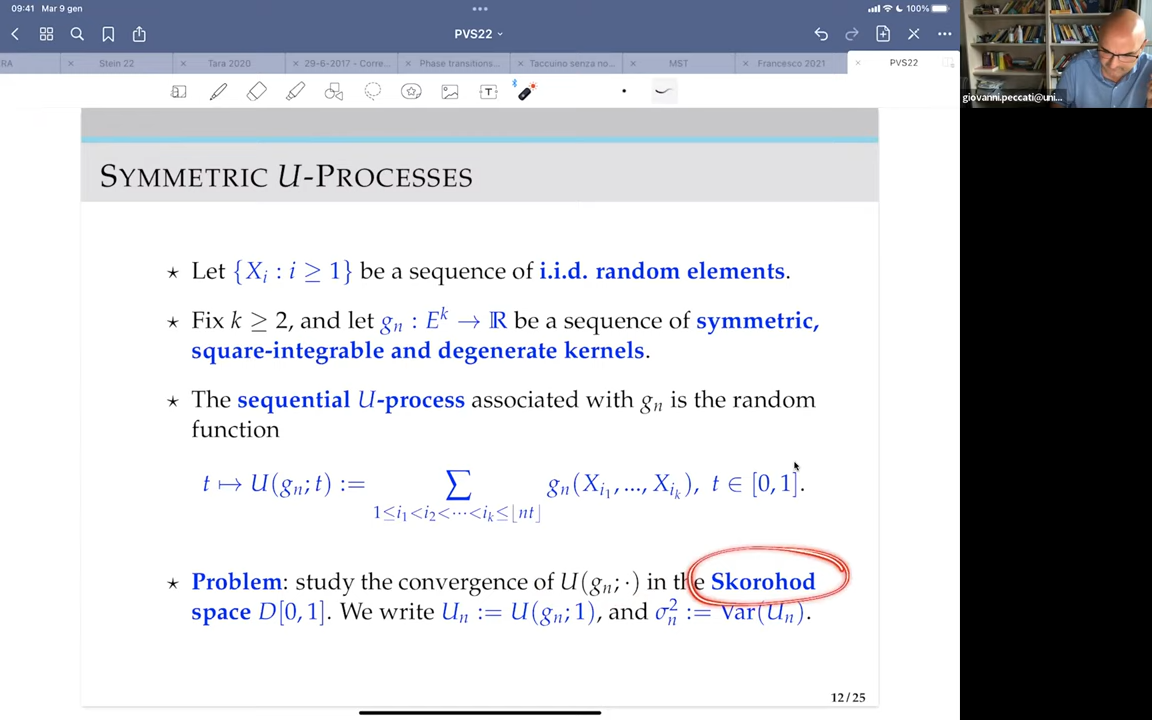 09:41 Mar 9 gen
100%
PVS22
RA
Stein 22
Tara 2020
29-6-2017 - Corre...
Phase transitions...
Taccuino senza no...
MST
Francesco 2021
PVS22
giovanni.peccati@uni...
SYMMETRIC U-PROCESSES
⋆ Let {X_i : i ≥ 1} be a sequence of i.i.d. random elements.
⋆ Fix k ≥ 2, and let g_n : E^k → ℝ be a sequence of symmetric,
square-integrable and degenerate kernels.
⋆ The sequential U-process associated with g_n is the random
function
t ↦ U(g_n; t) := ∑_{1≤i_1<i_2<⋯<i_k≤⌊nt⌋} g_n(X_{i_1}, ..., X_{i_k}), t ∈ [0, 1].
⋆ Problem: study the convergence of U(g_n; ·) in the Skorohod
space D[0, 1]. We write U_n := U(g_n; 1), and σ_n^2 := Var(U_n).
12/25